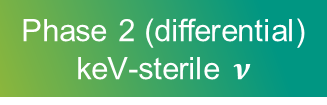 Phase 2 (differential)
keV-sterile ν